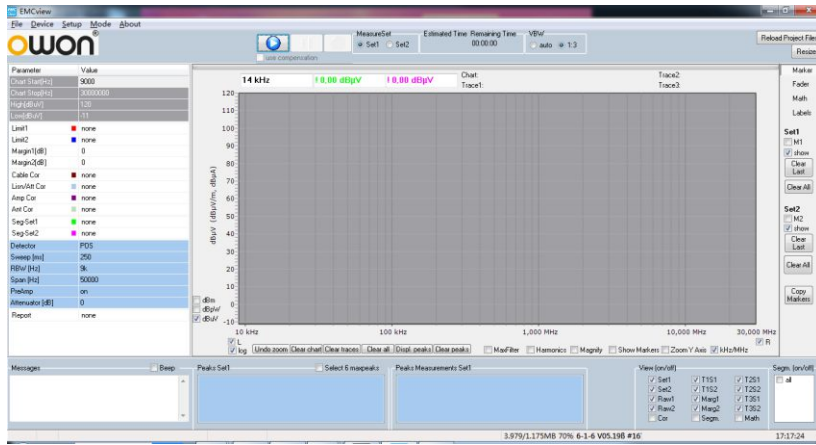 EMCview
File Device Setup Mode About
owon®
use compensation
MeasureSet
Set1 Set2
Estimated Time Remaining Time
00:00:00
VBW
auto 1:3
Reload Project Files
Resize
Parameter Value
Chart Start[Hz] 9000
Chart Stop[Hz] 30000000
High[dBuV] 120
Low[dBuV] -11
Limit1 none
Limit2 none
Margin1[dB] 0
Margin2[dB] 0
Cable Cor none
Lisn/Att Cor none
Amp Cor none
Ant Cor none
Seg-Set1 none
Seg-Set2 none
Detector PDS
Sweep [ms] 250
RBW [Hz] 9k
Span [Hz] 50000
PreAmp on
Attenuator [dB] 0
Report none
14 kHz ! 0,00 dBµV ! 0,00 dBµV
Chart: Trace2:
Trace1: Trace3:
dBµV (dBµV/m, dBµA)
120
110
100
90
80
70
60
50
40
30
20
10
0
-10
dBm
dBpW
dBuV
10 kHz 100 kHz 1,000 MHz 10,000 MHz 30,000 MHz
L R
log Undo zoom Clear chart Clear traces Clear all Displ. peaks Clear peaks MaxFilter Harmonics Magnify Show Markers Zoom Y Axis kHz/MHz
Marker
Fader
Math
Labels
Set1
M1
show
Clear
Last
Clear All
Set2
M2
show
Clear
Last
Clear All
Copy
Markers
Messages Beep Peaks Set1 Select 6 maxpeaks Peaks Measurements Set1 View (on/off) Segm. (on/off)
Set1 T1S1 T2S1 all
Set2 T1S2 T2S2
Raw1 Marg1 T3S1
Raw2 Marg2 T3S2
Cor Segm. Math
3.979/1.175MB 70% 6-1-6 V05.19ß #16
17:17:24